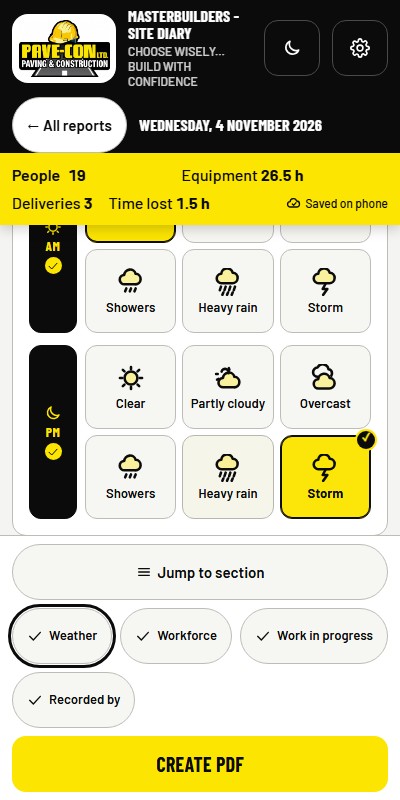 PAVE-CON LTD.
PAVING & CONSTRUCTION
MASTERBUILDERS -
SITE DIARY
CHOOSE WISELY...
BUILD WITH
CONFIDENCE
← All reports
WEDNESDAY, 4 NOVEMBER 2026
People 19
Equipment 26.5 h
Deliveries 3
Time lost 1.5 h
Saved on phone
AM
Showers
Heavy rain
Storm
Clear
Partly cloudy
Overcast
PM
Showers
Heavy rain
Storm
Jump to section
Weather
Workforce
Work in progress
Recorded by
CREATE PDF